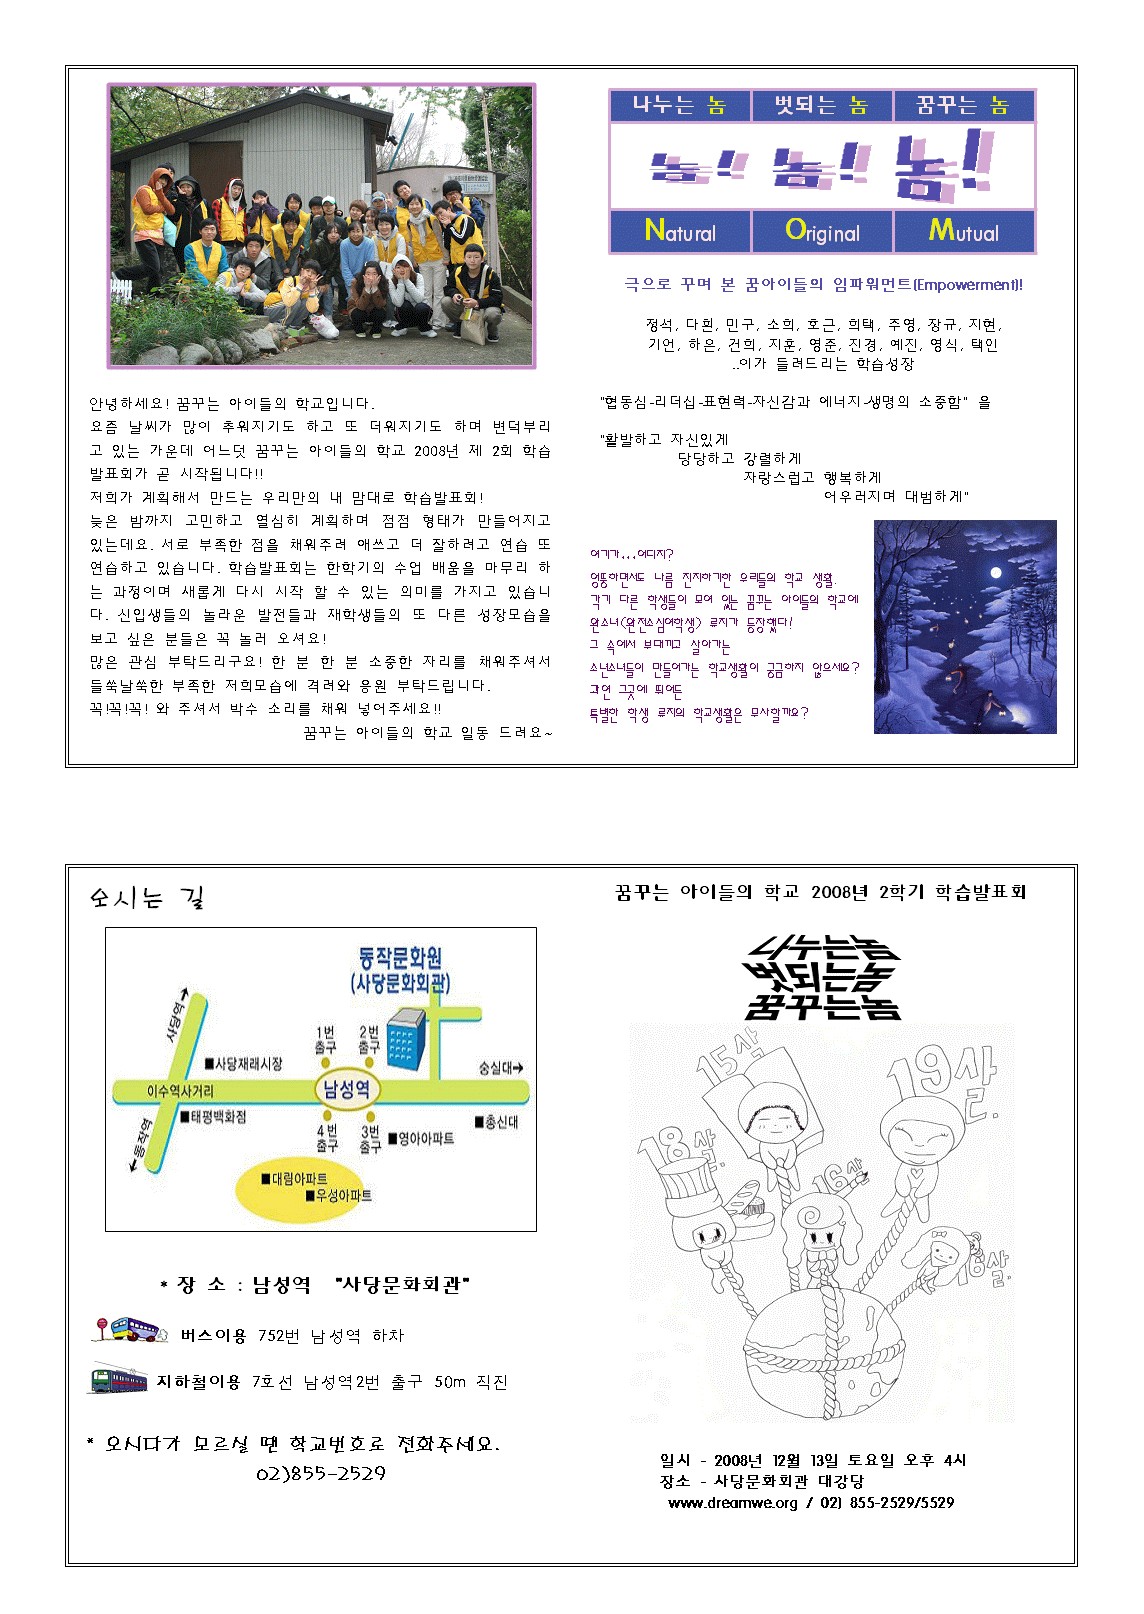 안녕하세요! 꿈꾸는 아이들의 학교입니다.
요즘 날씨가 많이 추워지기도 하고 또 더워지기도 하며 변덕부리
고 있는 가운데 어느덧 꿈꾸는 아이들의 학교 2008년 제 2회 학습
발표회가 곧 시작됩니다!!
저희가 계획해서 만드는 우리만의 내 맘대로 학습발표회!
늦은 밤까지 고민하고 열심히 계획하며 점점 형태가 만들어지고
있는데요. 서로 부족한 점을 채워주려 애쓰고 더 잘하려고 연습 또
연습하고 있습니다. 학습발표회는 한학기의 수업 배움을 마무리 하
는 과정이며 새롭게 다시 시작 할 수 있는 의미를 가지고 있습니
다. 신입생들의 놀라운 발전들과 재학생들의 또 다른 성장모습을
보고 싶은 분들은 꼭 놀러 오셔요!
많은 관심 부탁드리구요! 한 분 한 분 소중한 자리를 채워주셔서
들쑥날쑥한 부족한 저희모습에 격려와 응원 부탁드립니다.
꼭!꼭!꼭! 와 주셔서 박수 소리를 채워 넣어주세요!!
꿈꾸는 아이들의 학교 일동 드려요~
나누는 놈 벗되는 놈 꿈꾸는 놈
놈! 놈! 놈!
Natural Original Mutual
극으로 꾸며 본 꿈아이들의 임파워먼트(Empowerment)!
정석, 다흰, 민구, 소희, 호근, 희택, 주영, 장규, 지현,
기언, 하은, 건희, 지훈, 영준, 진경, 예진, 영식, 택인
..이가 들려드리는 학습성장
"협동심-리더십-표현력-자신감과 에너지-생명의 소중함" 을
"활발하고 자신있게
당당하고 강렬하게
자랑스럽고 행복하게
어우러지며 대범하게"
여기가...어디지?
엉뚱하면서도 나름 진지하기만 우리들의 학교 생활.
각기 다른 학생들이 모여 있는 꿈꾸는 아이들의 학교에
완소녀(완전소심여학생) 류지가 등장했다!
그 속에서 부대끼고 살아가는
소년소녀들이 만들어가는 학교생활이 궁금하지 않으세요?
과연 그곳에 뛰어든
특별한 학생 류지의 학교생활은 무사할까요?
오시는 길
동작문화원
(사당문화회관)
사당역
1번 출구
2번 출구
■사당재래시장
숭실대→
이수역사거리
남성역
■태평백화점
■총신대
동작역
4번 출구
3번 출구
■영아아파트
■대림아파트
■우성아파트
* 장 소 : 남성역 "사당문화회관"
버스이용 752번 남성역 하차
지하철이용 7호선 남성역2번 출구 50m 직진
* 오시다가 모르실 땐 학교번호로 전화주세요.
02)855-2529
꿈꾸는 아이들의 학교 2008년 2학기 학습발표회
나누는놈
벗되는놈
꿈꾸는놈
15살
19살.
18살.
16살
16살.
일시 - 2008년 12월 13일 토요일 오후 4시
장소 - 사당문화회관 대강당
www.dreamwe.org / 02) 855-2529/5529